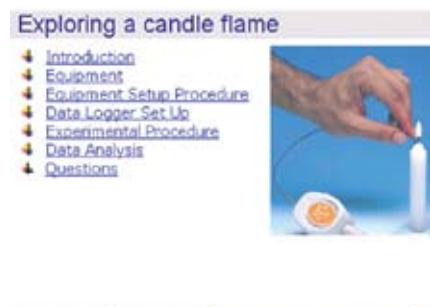 Exploring a candle flame
Introduction
Equipment
Equipment Setup Procedure
Data Logger Set Up
Experimental Procedure
Data Analysis
Questions